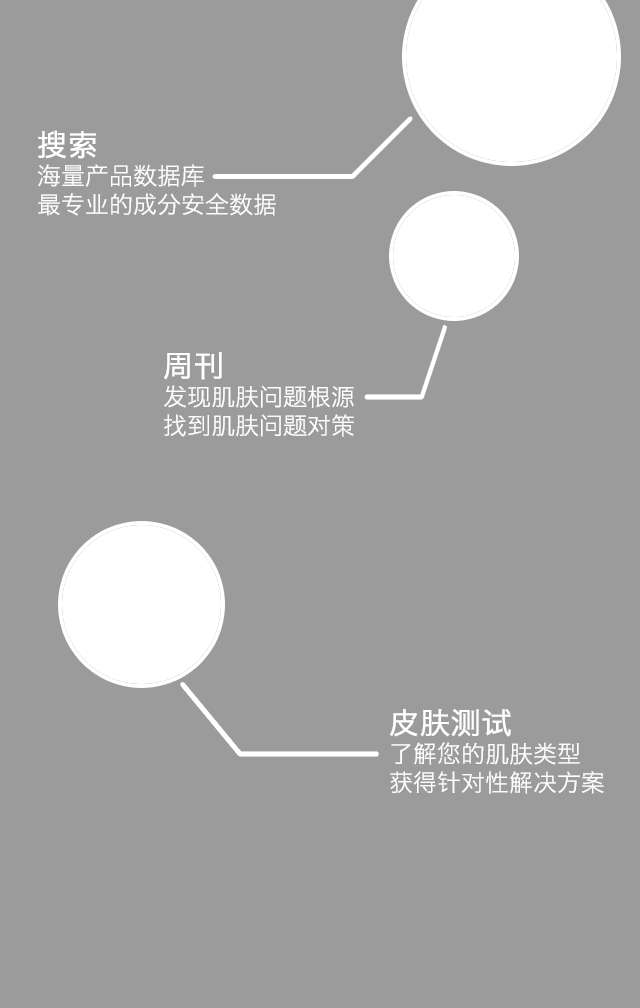 搜索
海量产品数据库
最专业的成分安全数据
周刊
发现肌肤问题根源
找到肌肤问题对策
皮肤测试
了解您的肌肤类型
获得针对性解决方案